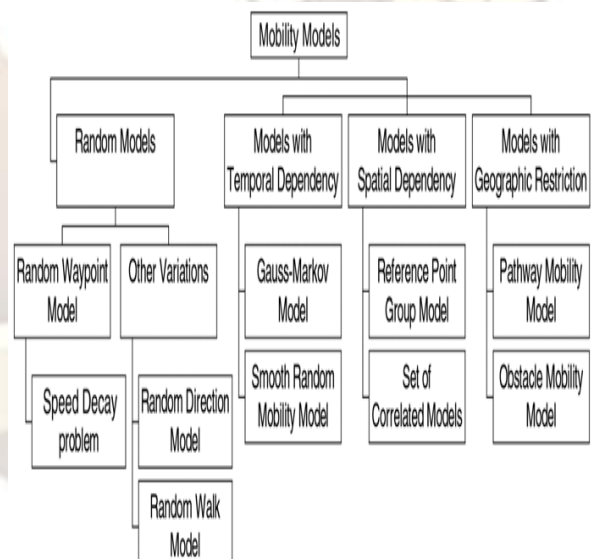 Mobility Models
Random Models
Models with
Temporal Dependency
Models with
Spatial Dependency
Models with
Geographic Restriction
Random Waypoint
Model
Other Variations
Gauss-Markov
Model
Reference Point
Group Model
Pathway Mobility
Model
Speed Decay
problem
Random Direction
Model
Smooth Random
Mobility Model
Set of
Correlated Models
Obstacle Mobility
Model
Random Walk
Model